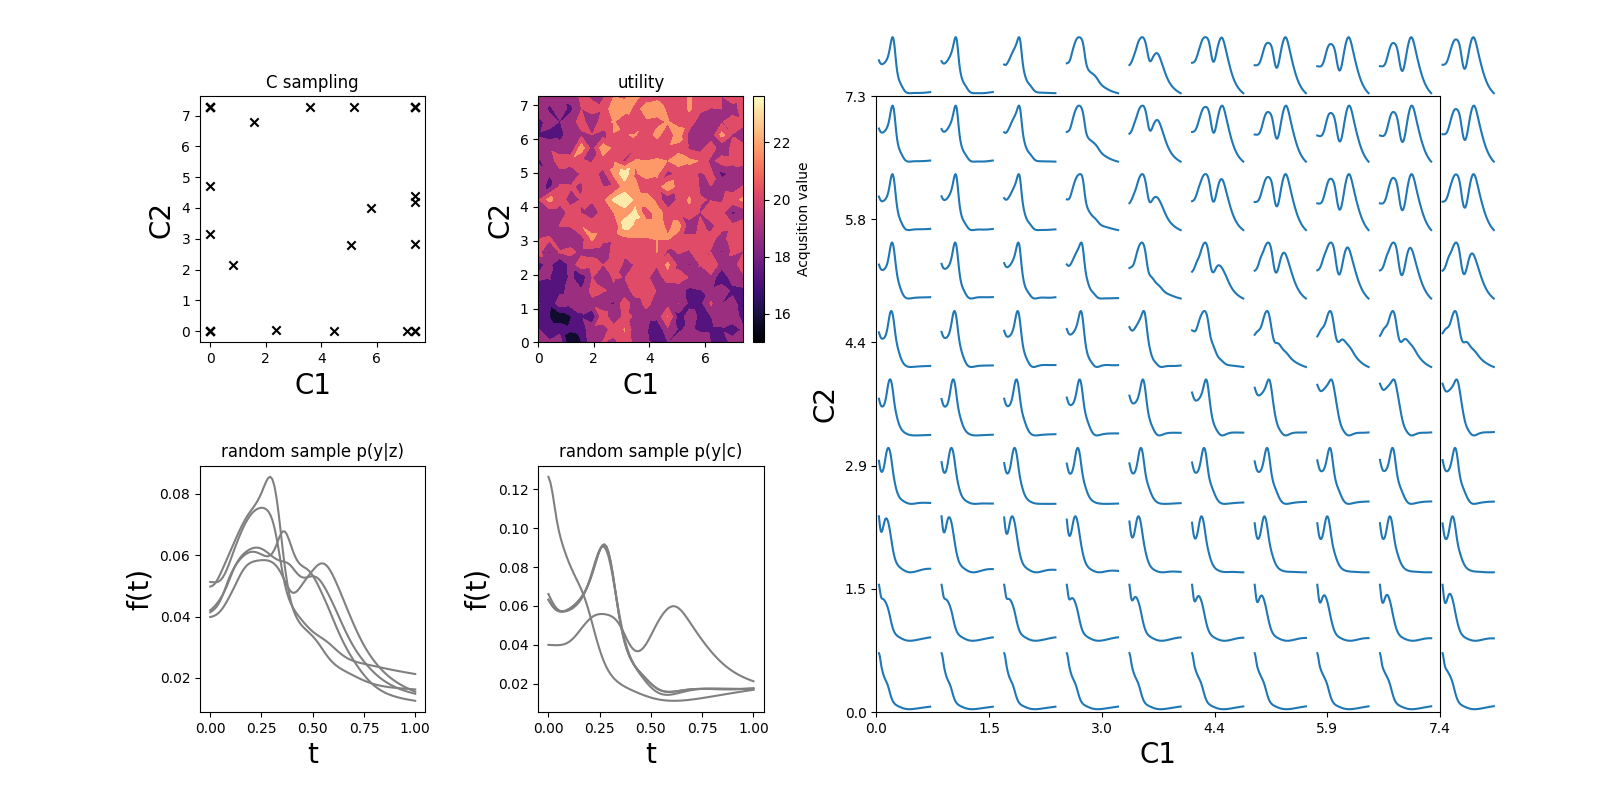 C sampling
7
6
5
4
3
2
1
0
0
2
4
6
C2
C1
utility
7
6
5
4
3
2
1
0
0
2
4
6
C2
C1
22
20
18
16
Acqusition value
random sample p(y|z)
0.08
0.06
0.04
0.02
0.00 0.25 0.50 0.75 1.00
f(t)
t
random sample p(y|c)
0.12
0.10
0.08
0.06
0.04
0.02
0.00 0.25 0.50 0.75 1.00
f(t)
t
7.3
5.8
4.4
2.9
1.5
0.0
0.0 1.5 3.0 4.4 5.9 7.4
C2
C1